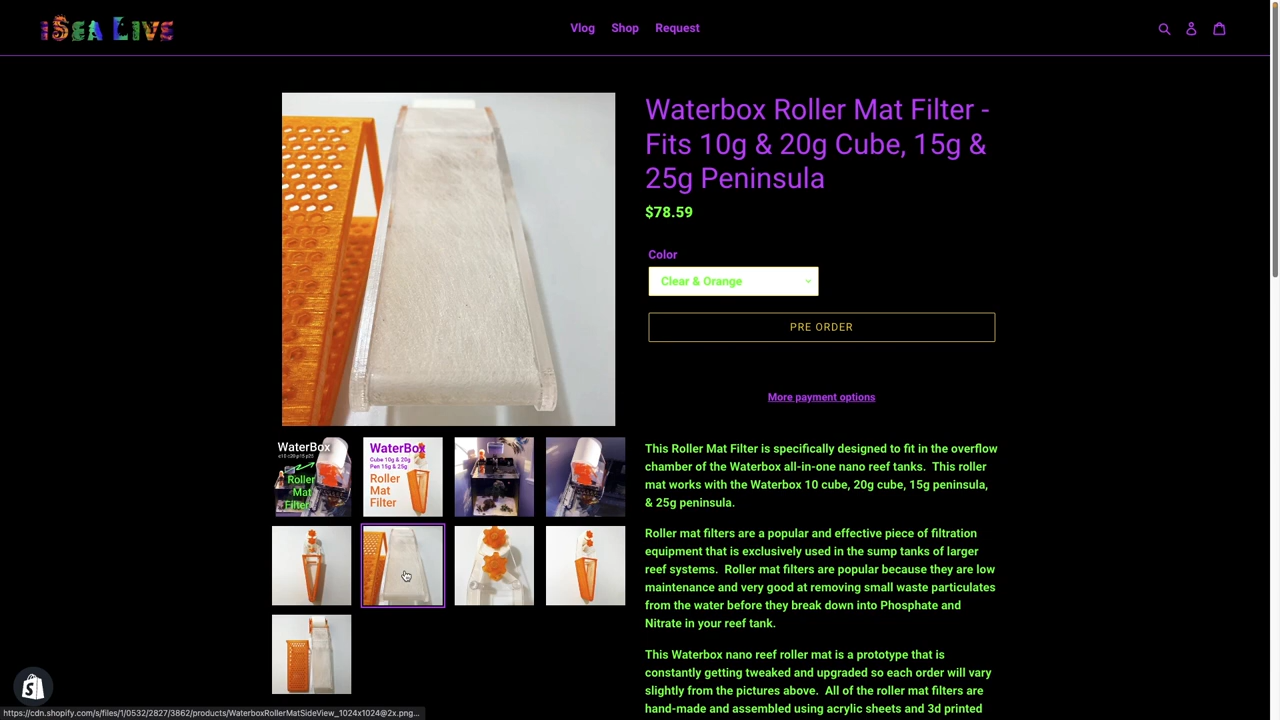 iSea Live
Vlog
Shop
Request
Waterbox Roller Mat Filter -
Fits 10g & 20g Cube, 15g &
25g Peninsula
$78.59
Color
Clear & Orange
PRE ORDER
More payment options
WaterBox
Roller
Mat
Filter
WaterBox
Cube 10g & 20g
Pen 15g & 25g
Roller
Mat
Filter
This Roller Mat Filter is specifically designed to fit in the overflow
chamber of the Waterbox all-in-one nano reef tanks. This roller
mat works with the Waterbox 10 cube, 20g cube, 15g peninsula,
& 25g peninsula.
Roller mat filters are a popular and effective piece of filtration
equipment that is exclusively used in the sump tanks of larger
reef systems. Roller mat filters are popular because they are low
maintenance and very good at removing small waste particulates
from the water before they break down into Phosphate and
Nitrate in your reef tank.
This Waterbox nano reef roller mat is a prototype that is
constantly getting tweaked and upgraded so each order will vary
slightly from the pictures above. All of the roller mat filters are
hand-made and assembled using acrylic sheets and 3d printed
https://cdn.shopify.com/s/files/1/0532/2827/3862/products/WaterboxRollerMatSideView_1024x1024@2x.png...